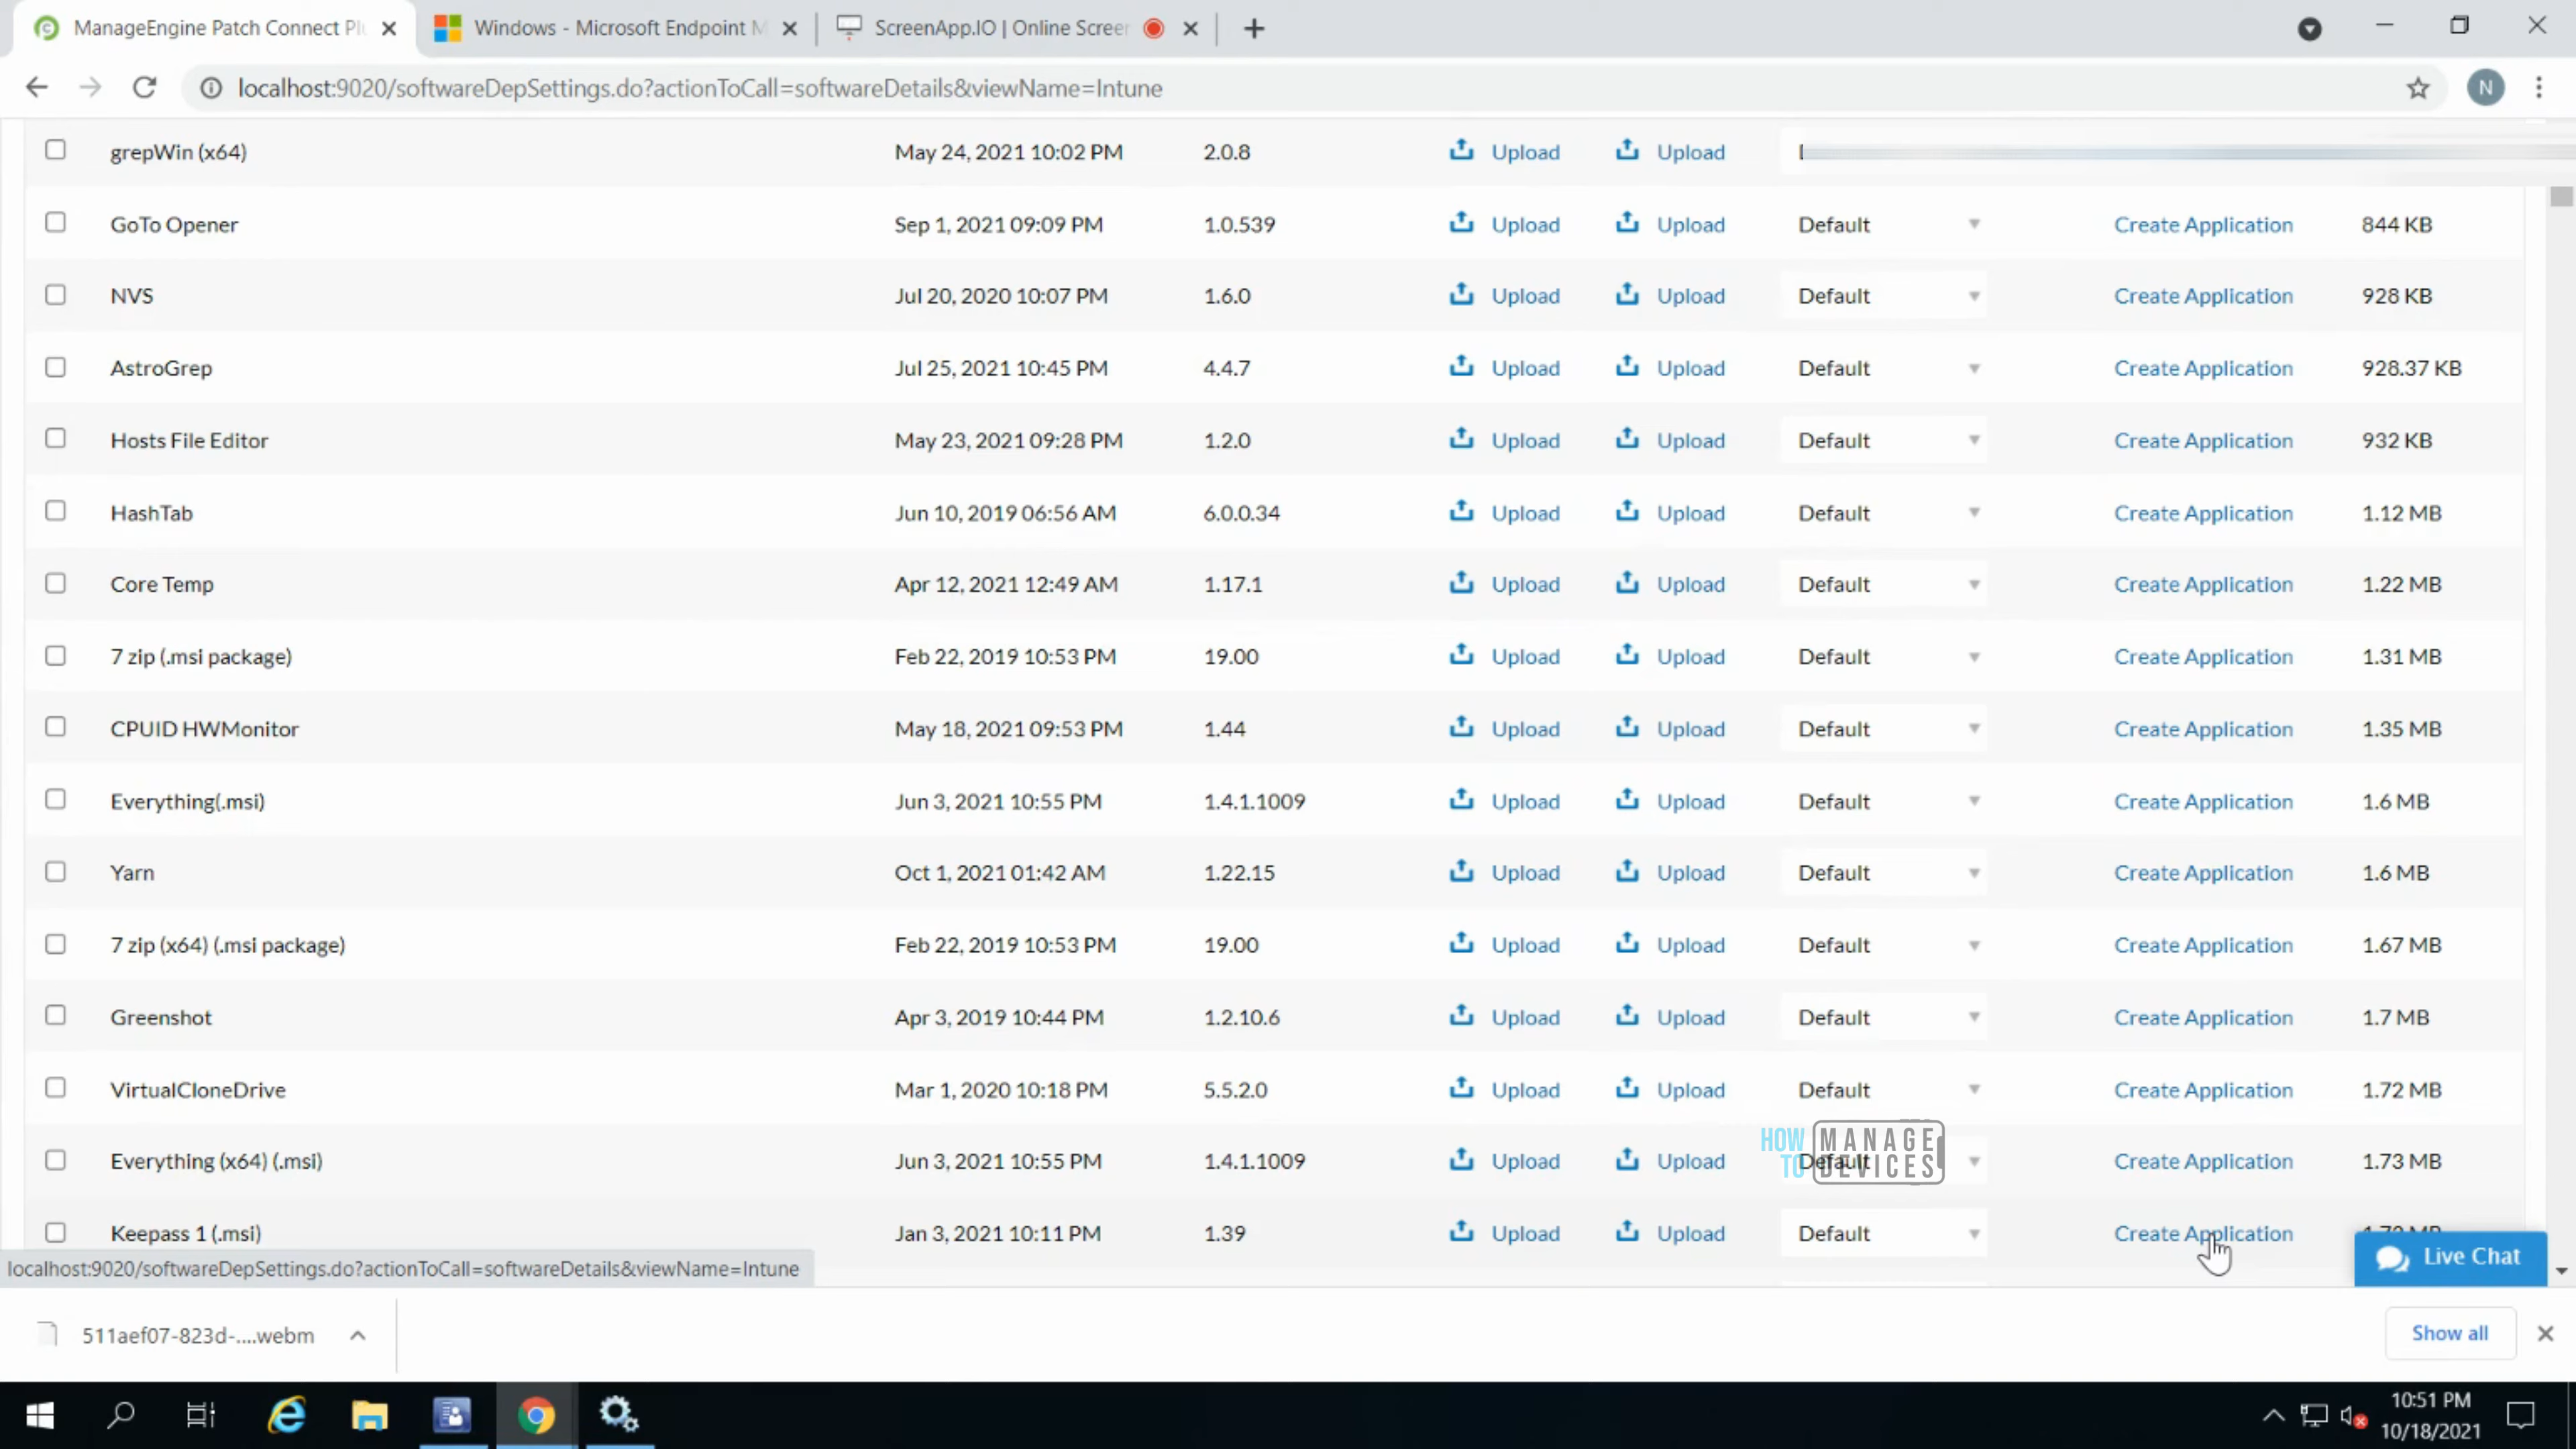 ManageEngine Patch Connect Pl
Windows - Microsoft Endpoint M
ScreenApp.IO | Online Screen
localhost:9020/softwareDepSettings.do?actionToCall=softwareDetails&viewName=Intune
N
grepWin (x64) May 24, 2021 10:02 PM 2.0.8 Upload Upload
GoTo Opener Sep 1, 2021 09:09 PM 1.0.539 Upload Upload Default Create Application 844 KB
NVS Jul 20, 2020 10:07 PM 1.6.0 Upload Upload Default Create Application 928 KB
AstroGrep Jul 25, 2021 10:45 PM 4.4.7 Upload Upload Default Create Application 928.37 KB
Hosts File Editor May 23, 2021 09:28 PM 1.2.0 Upload Upload Default Create Application 932 KB
HashTab Jun 10, 2019 06:56 AM 6.0.0.34 Upload Upload Default Create Application 1.12 MB
Core Temp Apr 12, 2021 12:49 AM 1.17.1 Upload Upload Default Create Application 1.22 MB
7 zip (.msi package) Feb 22, 2019 10:53 PM 19.00 Upload Upload Default Create Application 1.31 MB
CPUID HWMonitor May 18, 2021 09:53 PM 1.44 Upload Upload Default Create Application 1.35 MB
Everything(.msi) Jun 3, 2021 10:55 PM 1.4.1.1009 Upload Upload Default Create Application 1.6 MB
Yarn Oct 1, 2021 01:42 AM 1.22.15 Upload Upload Default Create Application 1.6 MB
7 zip (x64) (.msi package) Feb 22, 2019 10:53 PM 19.00 Upload Upload Default Create Application 1.67 MB
Greenshot Apr 3, 2019 10:44 PM 1.2.10.6 Upload Upload Default Create Application 1.7 MB
VirtualCloneDrive Mar 1, 2020 10:18 PM 5.5.2.0 Upload Upload Default Create Application 1.72 MB
HOW TO MANAGE DEVICES
Everything (x64) (.msi) Jun 3, 2021 10:55 PM 1.4.1.1009 Upload Upload Default Create Application 1.73 MB
Keepass 1 (.msi) Jan 3, 2021 10:11 PM 1.39 Upload Upload Default Create Application
Live Chat
localhost:9020/softwareDepSettings.do?actionToCall=softwareDetails&viewName=Intune
511aef07-823d-....webm
Show all
10:51 PM
10/18/2021